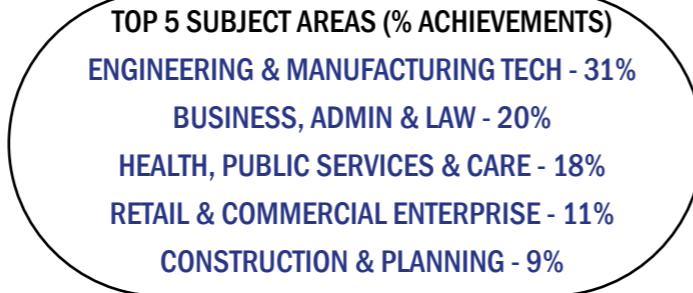 TOP 5 SUBJECT AREAS (% ACHIEVEMENTS)
ENGINEERING & MANUFACTURING TECH - 31%
BUSINESS, ADMIN & LAW - 20%
HEALTH, PUBLIC SERVICES & CARE - 18%
RETAIL & COMMERCIAL ENTERPRISE - 11%
CONSTRUCTION & PLANNING - 9%